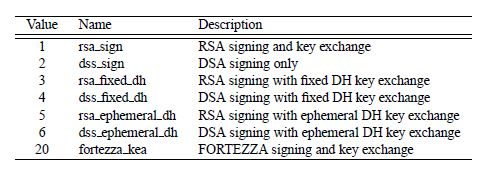 Value Name Description
1 rsa_sign RSA signing and key exchange
2 dss_sign DSA signing only
3 rsa_fixed_dh RSA signing with fixed DH key exchange
4 dss_fixed_dh DSA signing with fixed DH key exchange
5 rsa_ephemeral_dh RSA signing with ephemeral DH key exchange
6 dss_ephemeral_dh DSA signing with ephemeral DH key exchange
20 fortezza_kea FORTEZZA signing and key exchange